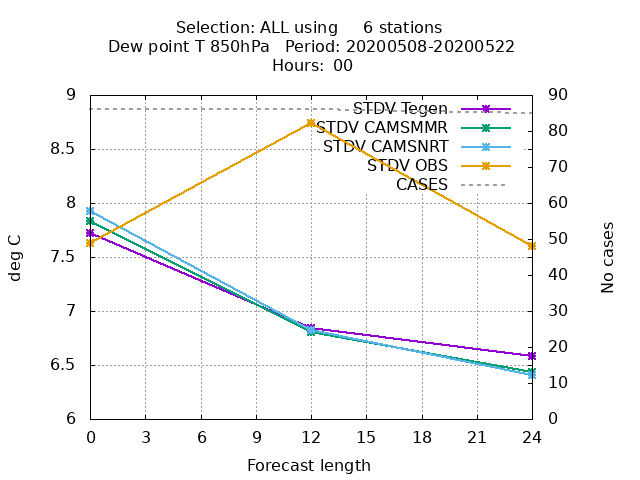 Selection: ALL using     6 stations
Dew point T 850hPa   Period: 20200508-20200522
Hours:  00
9
8.5
8
7.5
7
6.5
6
deg C
90
80
70
60
50
40
30
20
10
0
No cases
STDV Tegen
STDV CAMSMMR
STDV CAMSNRT
STDV OBS
CASES
0 3 6 9 12 15 18 21 24
Forecast length